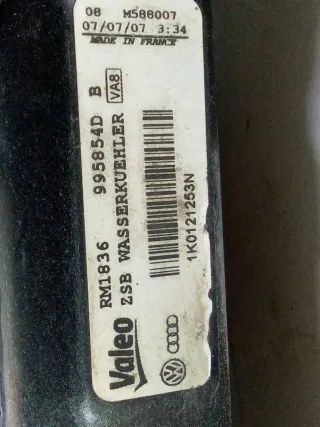 08 M588007
07/07/07 3:34
MADE IN FRANCE
RM1836 995854D B VA8
ZSB WASSERKUEHLER
1K0121253N
Valeo